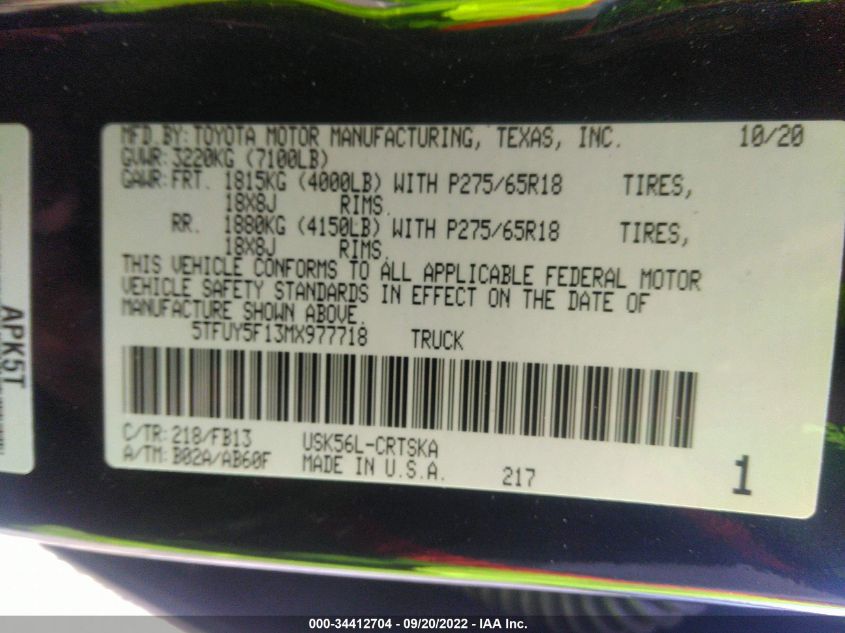 MFD.BY:TOYOTA MOTOR MANUFACTURING, TEXAS, INC. 10/20
GVWR:3220KG (7100LB)
GAWR:FRT. 1815KG (4000LB) WITH P275/65R18 TIRES,
18X8J RIMS.
RR. 1880KG (4150LB) WITH P275/65R18 TIRES,
18X8J RIMS.
THIS VEHICLE CONFORMS TO ALL APPLICABLE FEDERAL MOTOR
VEHICLE SAFETY STANDARDS IN EFFECT ON THE DATE OF
MANUFACTURE SHOWN ABOVE.
5TFUY5F13MX977718 TRUCK
C/TR:218/FB13 USK56L-CRTSKA
A/TM:B02A/AB60F MADE IN U.S.A. 217 1
APK5T
000-34412704 - 09/20/2022 - IAA Inc.